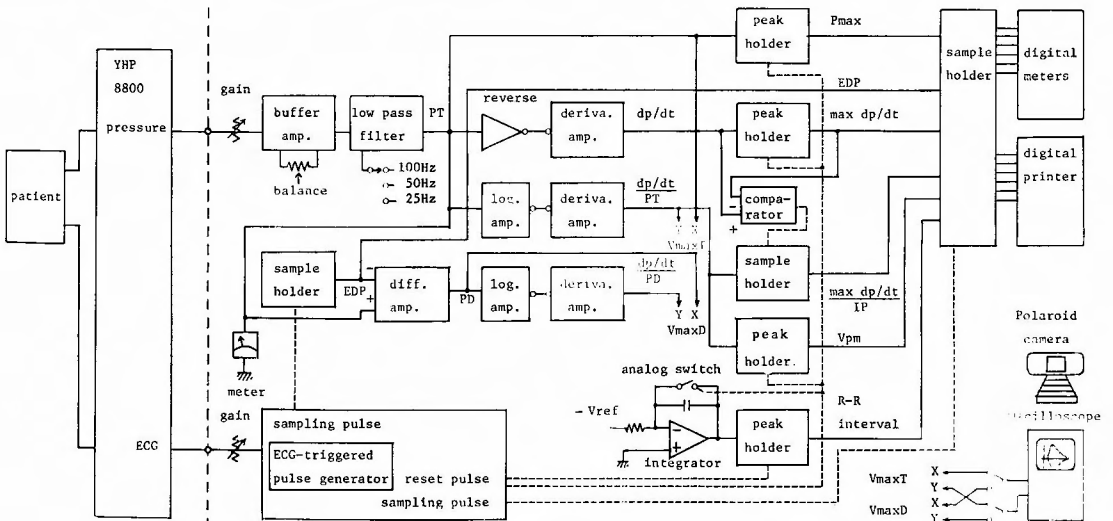 YHP
8800
pressure
ECG
patient
gain
buffer
amp.
balance
low pass
filter
100Hz
50Hz
25Hz
PT
reverse
deriva.
amp.
dp/dt
peak
holder
Pmax
EDP
peak
holder
max dp/dt
sample
holder
digital
meters
digital
printer
log.
amp.
deriva.
amp.
dp/dt
PT
Y X
VmaxT
- compa-
+ rator
sample
holder
EDP
-
+
diff.
amp.
PD
log.
amp.
deriva.
amp.
dp/dt
PD
Y X
VmaxD
sample
holder
max dp/dt
IP
peak
holder.
Vpm
meter
gain
sampling pulse
ECG-triggered
pulse generator
reset pulse
sampling pulse
analog switch
- Vref
-
+
integrator
peak
holder
R-R
interval
Polaroid
camera
oscilloscope
VmaxT
X
Y
VmaxD
X
Y